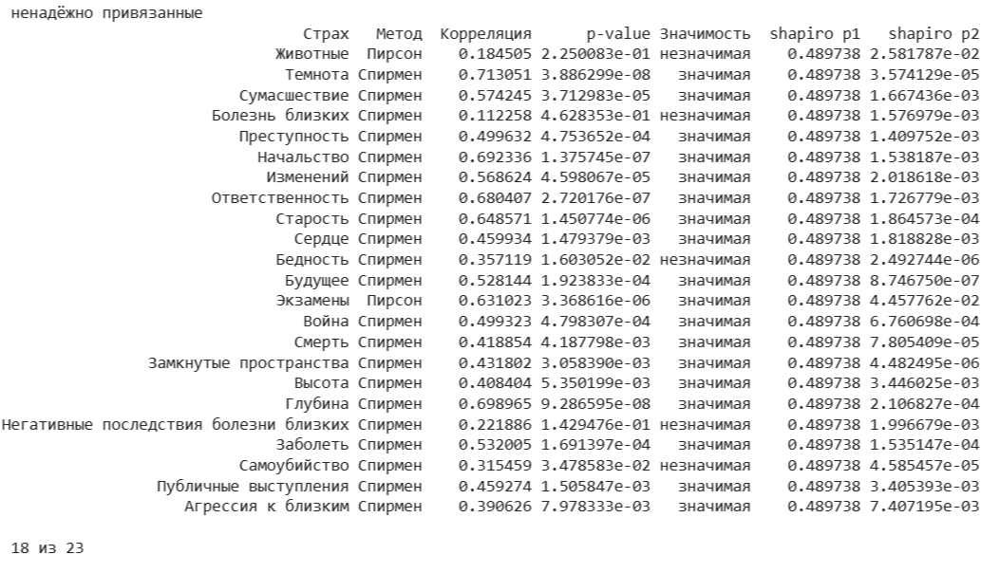 ненадёжно привязанные
Страх Метод Корреляция p-value Значимость shapiro p1 shapiro p2
Животные Пирсон 0.184505 2.250083e-01 незначимая 0.489738 2.581787e-02
Темнота Спирмен 0.713051 3.886299e-08 значимая 0.489738 3.574129e-05
Сумасшествие Спирмен 0.574245 3.712983e-05 значимая 0.489738 1.667436e-03
Болезнь близких Спирмен 0.112258 4.628353e-01 незначимая 0.489738 1.576979e-03
Преступность Спирмен 0.499632 4.753652e-04 значимая 0.489738 1.409752e-03
Начальство Спирмен 0.692336 1.375745e-07 значимая 0.489738 1.538187e-03
Изменений Спирмен 0.568624 4.598067e-05 значимая 0.489738 2.018618e-03
Ответственность Спирмен 0.680407 2.720176e-07 значимая 0.489738 1.726779e-03
Старость Спирмен 0.648571 1.450774e-06 значимая 0.489738 1.864573e-04
Сердце Спирмен 0.459934 1.479379e-03 значимая 0.489738 1.818828e-03
Бедность Спирмен 0.357119 1.603052e-02 незначимая 0.489738 2.492744e-06
Будущее Спирмен 0.528144 1.923833e-04 значимая 0.489738 8.746750e-07
Экзамены Пирсон 0.631023 3.368616e-06 значимая 0.489738 4.457762e-02
Война Спирмен 0.499323 4.798307e-04 значимая 0.489738 6.760698e-04
Смерть Спирмен 0.418854 4.187798e-03 значимая 0.489738 7.805409e-05
Замкнутые пространства Спирмен 0.431802 3.058390e-03 значимая 0.489738 4.482495e-06
Высота Спирмен 0.408404 5.350199e-03 значимая 0.489738 3.446025e-03
Глубина Спирмен 0.698965 9.286595e-08 значимая 0.489738 2.106827e-04
Негативные последствия болезни близких Спирмен 0.221886 1.429476e-01 незначимая 0.489738 1.996679e-03
Заболеть Спирмен 0.532005 1.691397e-04 значимая 0.489738 1.535147e-04
Самоубийство Спирмен 0.315459 3.478583e-02 незначимая 0.489738 4.585457e-05
Публичные выступления Спирмен 0.459274 1.505847e-03 значимая 0.489738 3.405393e-03
Агрессия к близким Спирмен 0.390626 7.978333e-03 значимая 0.489738 7.407195e-03
18 из 23